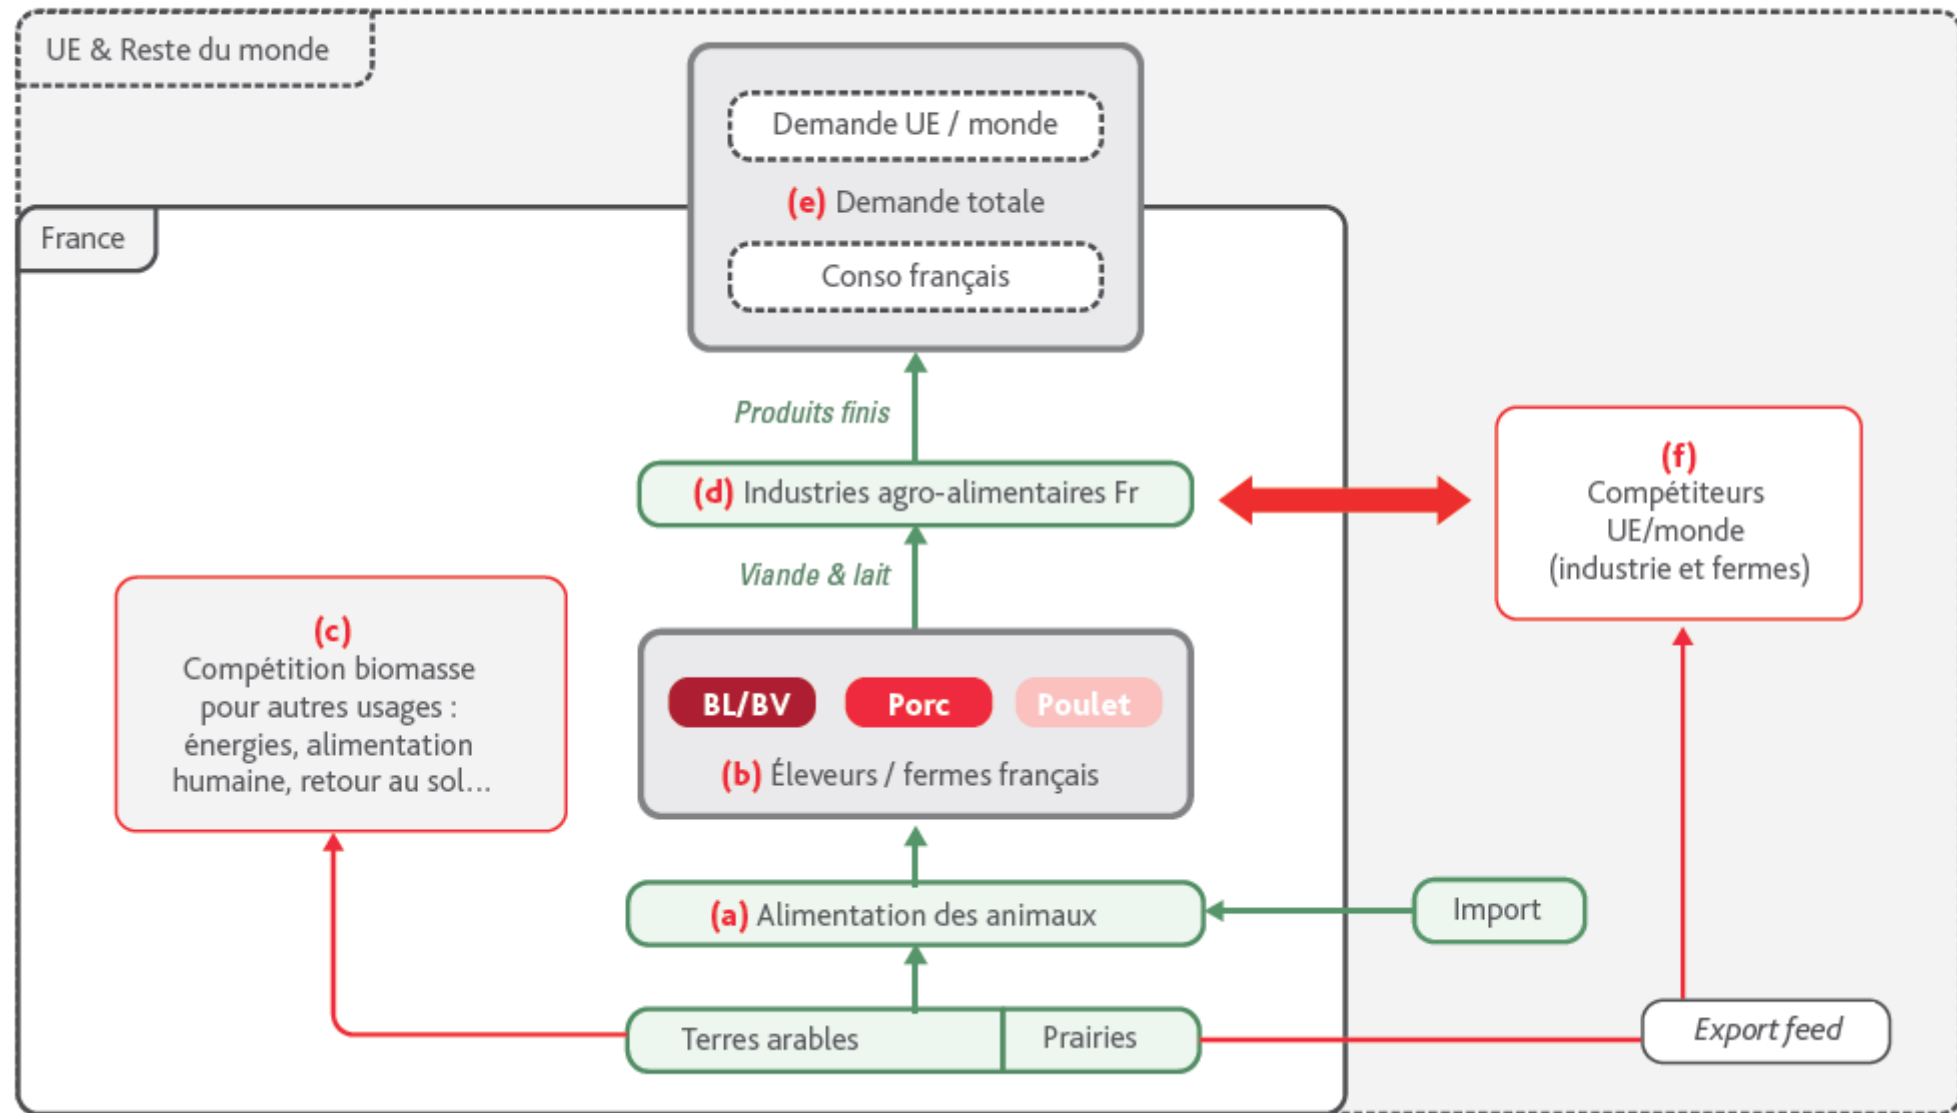 UE & Reste du monde
Demande UE / monde
(e) Demande totale
France
Conso français
Produits finis
(d) Industries agro-alimentaires Fr
(f)
Compétiteurs
UE/monde
(industrie et fermes)
Viande & lait
(c)
Compétition biomasse
pour autres usages :
énergies, alimentation
humaine, retour au sol...
BL/BV
Porc
Poulet
(b) Éleveurs / fermes français
(a) Alimentation des animaux
Import
Terres arables
Prairies
Export feed